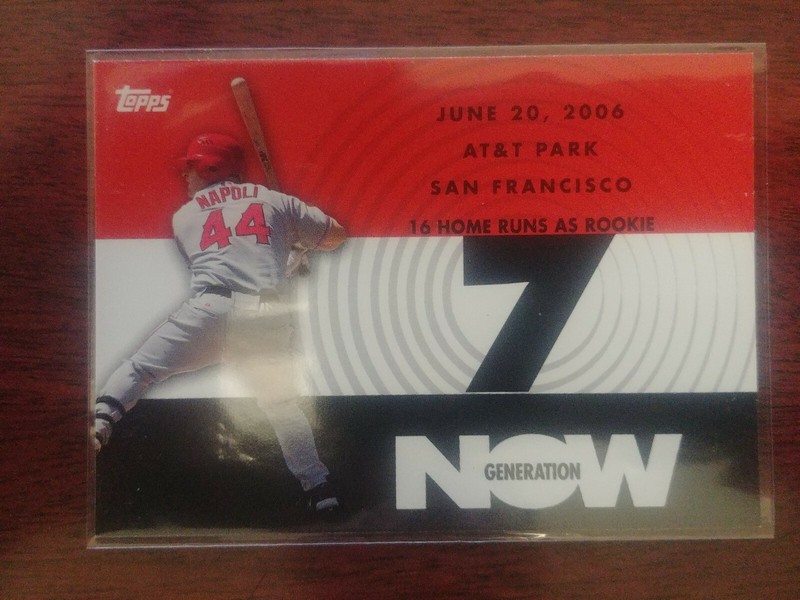 Topps
JUNE 20, 2006
AT&T PARK
SAN FRANCISCO
16 HOME RUNS AS ROOKIE
NAPOLI
44
7
NOW
GENERATION